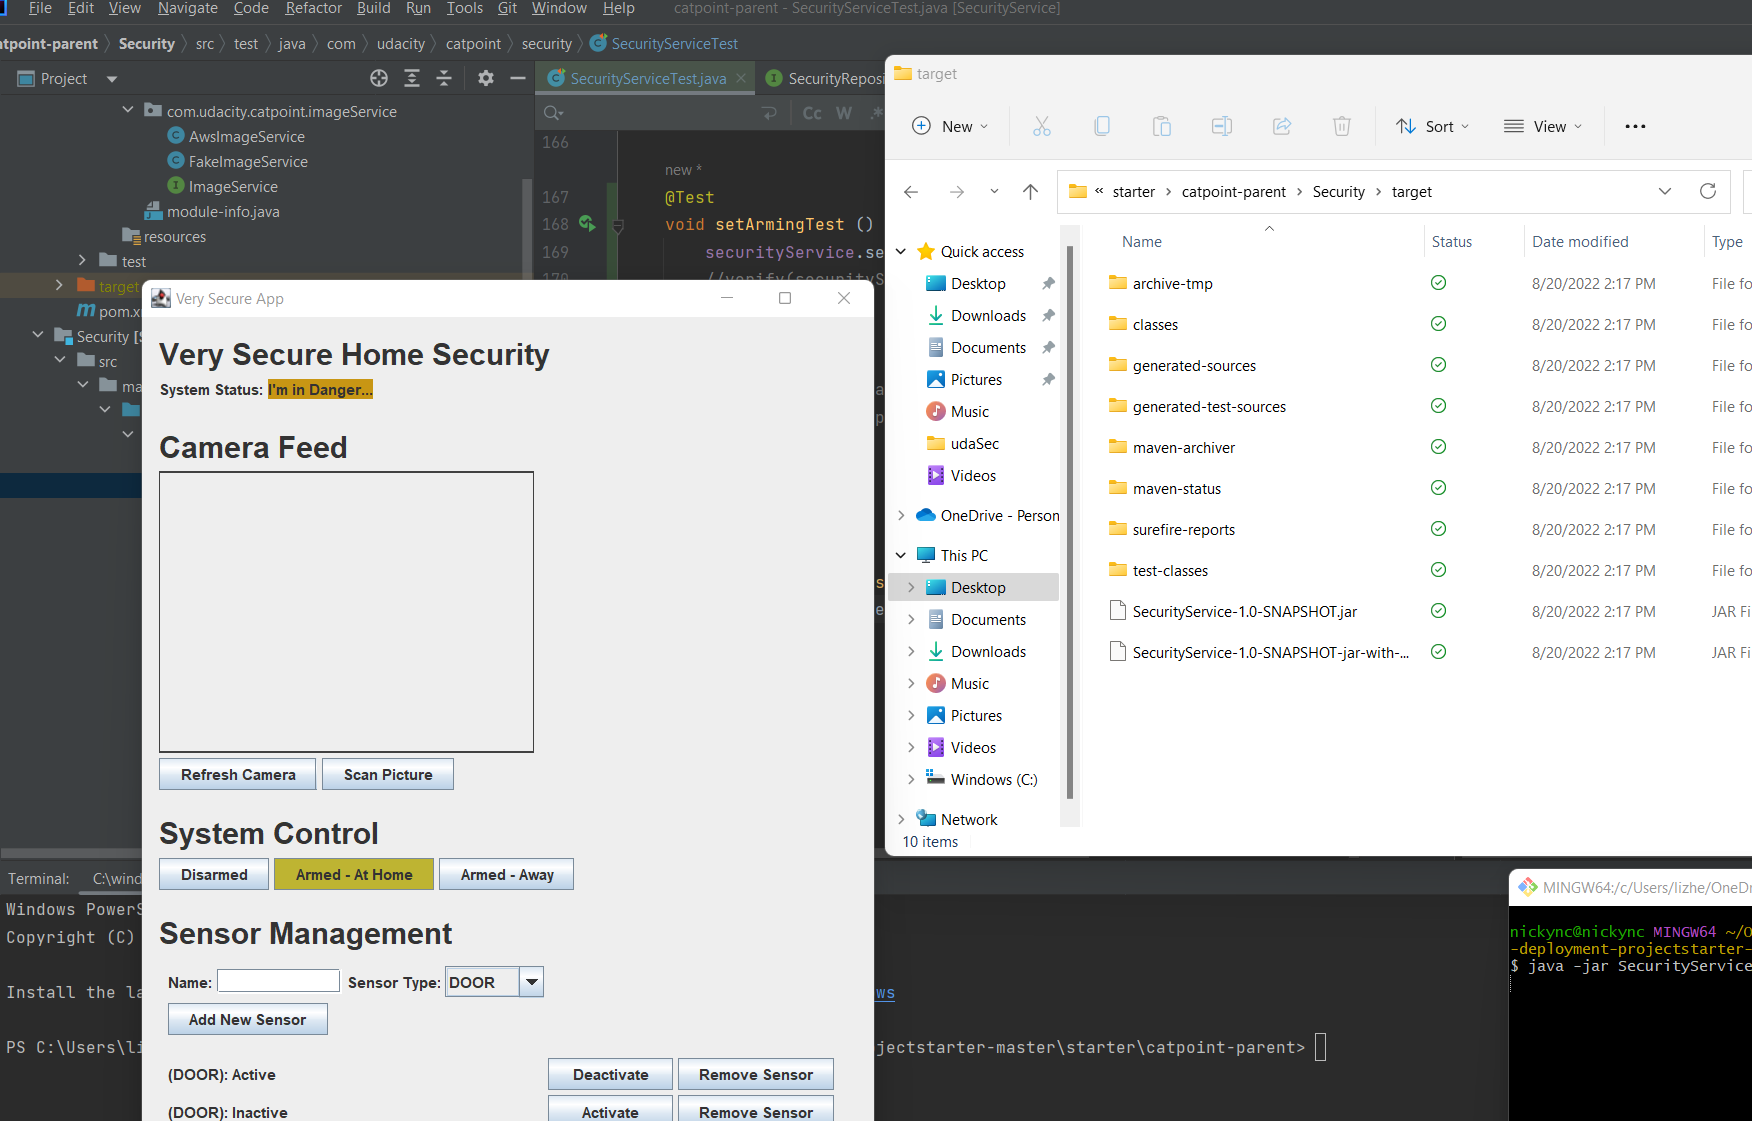 File Edit View Navigate Code Refactor Build Run Tools Git Window Help catpoint-parent - SecurityServiceTest.java [SecurityService]
atpoint-parent Security src test java com udacity catpoint security SecurityServiceTest
Project
SecurityServiceTest.java
SecurityReposi
com.udacity.catpoint.imageService
AwsImageService
FakeImageService
ImageService
module-info.java
resources
test
target
pom.x
Security [S
src
ma
Cc W .*
166
new *
167 @Test
168 void setArmingTest ()
169 securityService.se
//verify(securityS
target
New
Sort
View
« starter › catpoint-parent › Security › target
Quick access
Desktop
Downloads
Documents
Pictures
Music
udaSec
Videos
OneDrive - Person
This PC
Desktop
Documents
Downloads
Music
Pictures
Videos
Windows (C:)
Network
10 items
Name Status Date modified Type
archive-tmp 8/20/2022 2:17 PM File fo
classes 8/20/2022 2:17 PM File fo
generated-sources 8/20/2022 2:17 PM File fo
generated-test-sources 8/20/2022 2:17 PM File fo
maven-archiver 8/20/2022 2:17 PM File fo
maven-status 8/20/2022 2:17 PM File fo
surefire-reports 8/20/2022 2:17 PM File fo
test-classes 8/20/2022 2:17 PM File fo
SecurityService-1.0-SNAPSHOT.jar 8/20/2022 2:17 PM JAR Fi
SecurityService-1.0-SNAPSHOT-jar-with-... 8/20/2022 2:17 PM JAR Fi
Very Secure App
Very Secure Home Security
System Status: I'm in Danger...
Camera Feed
Refresh Camera Scan Picture
System Control
Disarmed Armed - At Home Armed - Away
Sensor Management
Name: Sensor Type: DOOR
Add New Sensor
(DOOR): Active Deactivate Remove Sensor
(DOOR): Inactive Activate Remove Sensor
Terminal: C:\wind
Windows PowerS
Copyright (C)
Install the la
ws
PS C:\Users\li
jectstarter-master\starter\catpoint-parent>
MINGW64:/c/Users/lizhe/OneDr
nickync@nickync MINGW64 ~/O
-deployment-projectstarter-
$ java -jar SecurityService